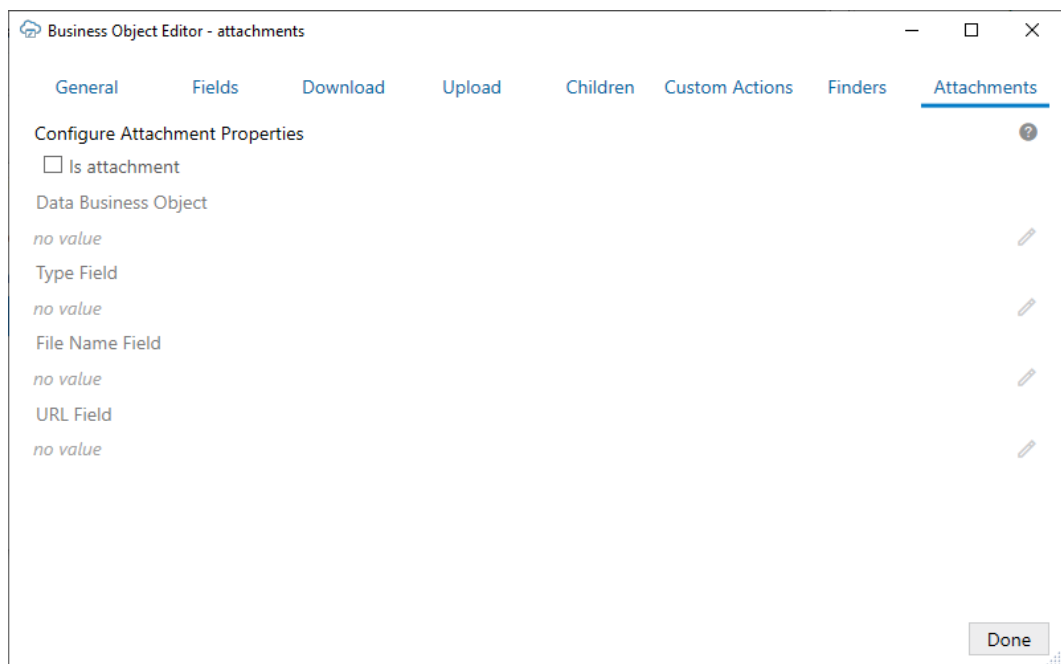 Business Object Editor - attachments
General Fields Download Upload Children Custom Actions Finders Attachments
Configure Attachment Properties ?
Is attachment
Data Business Object
no value
Type Field
no value
File Name Field
no value
URL Field
no value
Done